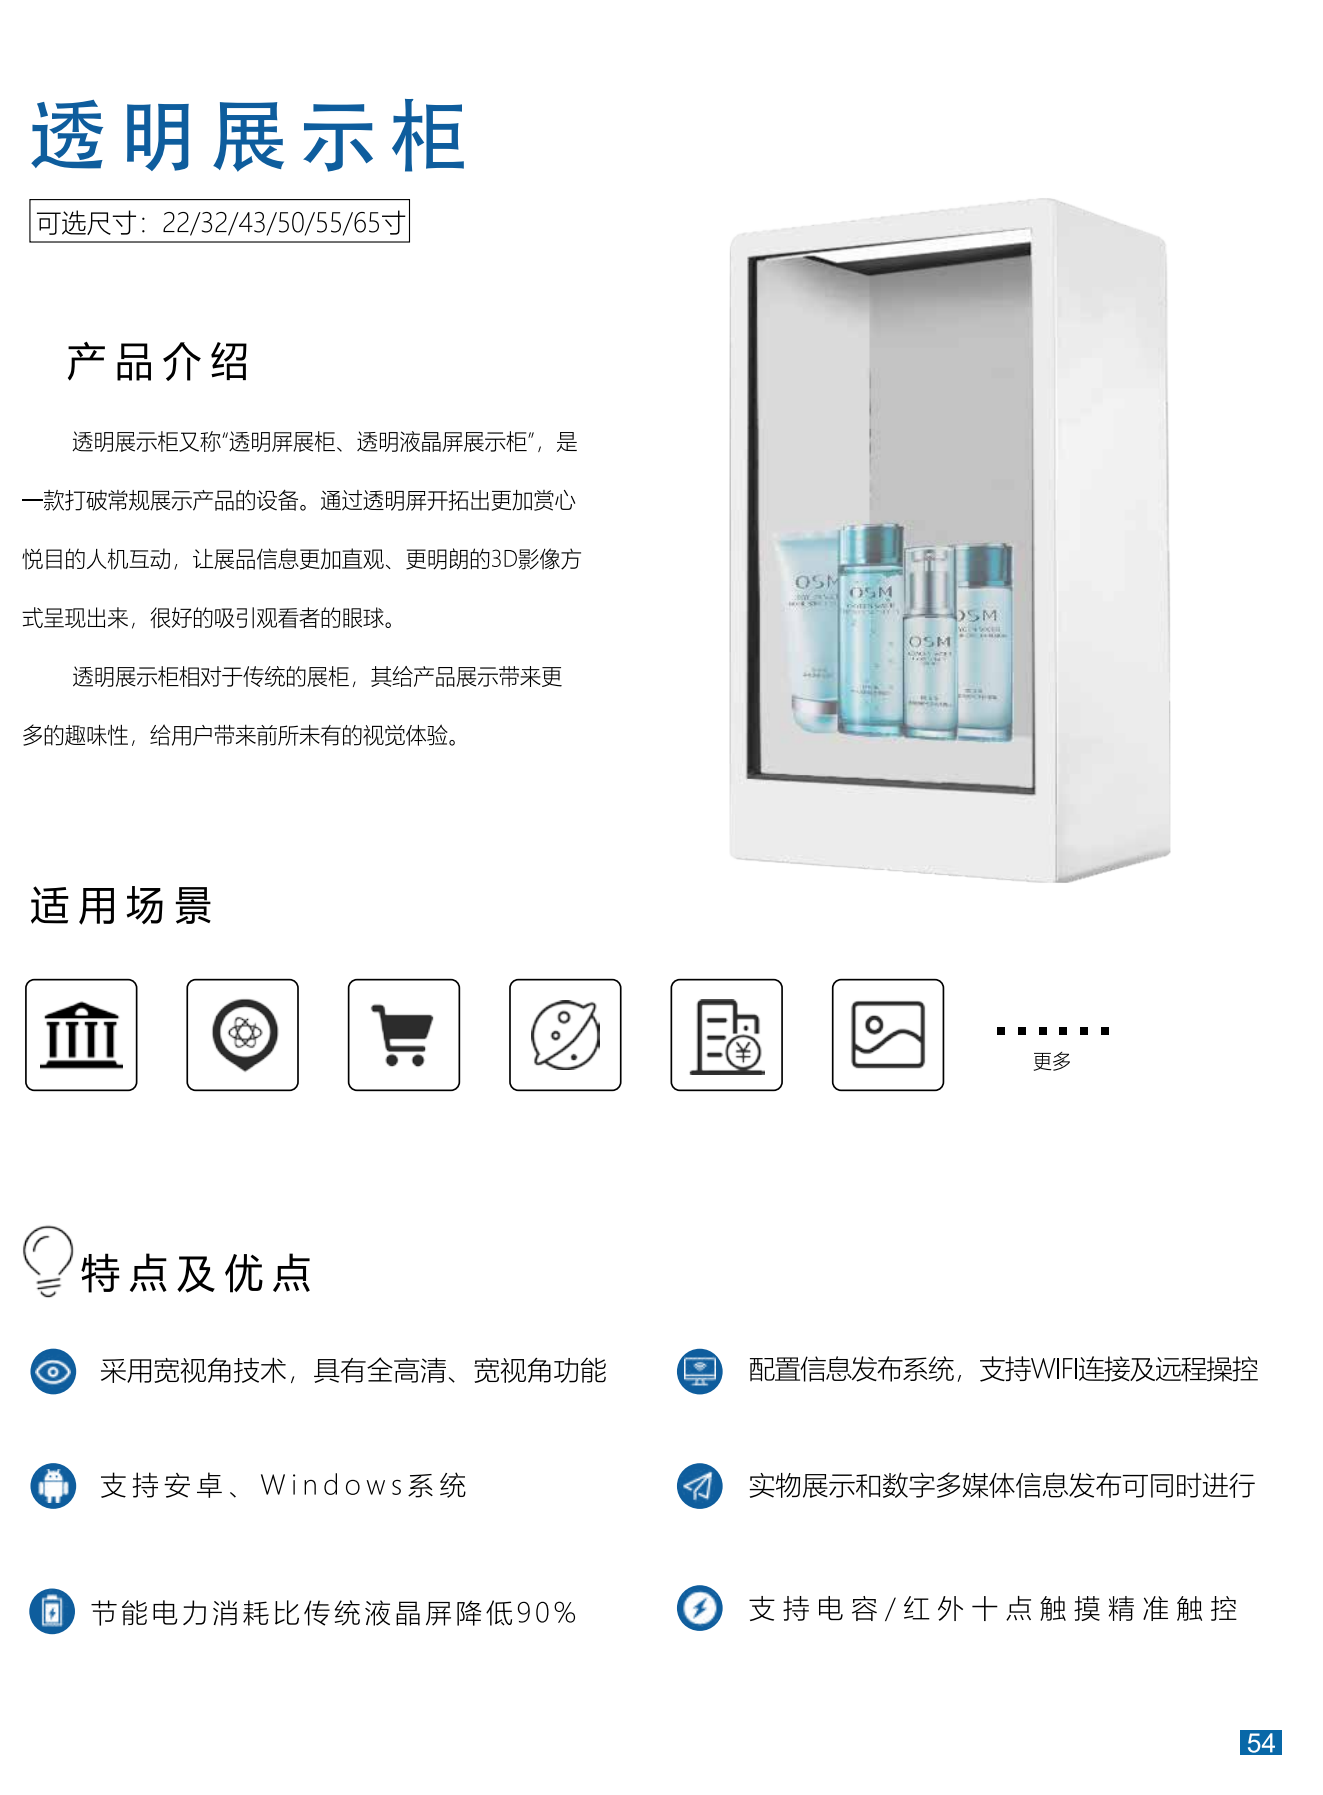 透明展示柜
可选尺寸：22/32/43/50/55/65寸
产品介绍
透明展示柜又称“透明屏展柜、透明液晶屏展示柜”，是
一款打破常规展示产品的设备。通过透明屏开拓出更加赏心
悦目的人机互动，让展品信息更加直观、更明朗的3D影像方
式呈现出来，很好的吸引观看者的眼球。
透明展示柜相对于传统的展柜，其给产品展示带来更
多的趣味性，给用户带来前所未有的视觉体验。
OSM
OSM
OSM
OSM
适用场景
更多
特点及优点
采用宽视角技术，具有全高清、宽视角功能
配置信息发布系统，支持WIFI连接及远程操控
支持安卓、Windows系统
实物展示和数字多媒体信息发布可同时进行
节能电力消耗比传统液晶屏降低90%
支持电容/红外十点触摸精准触控
54